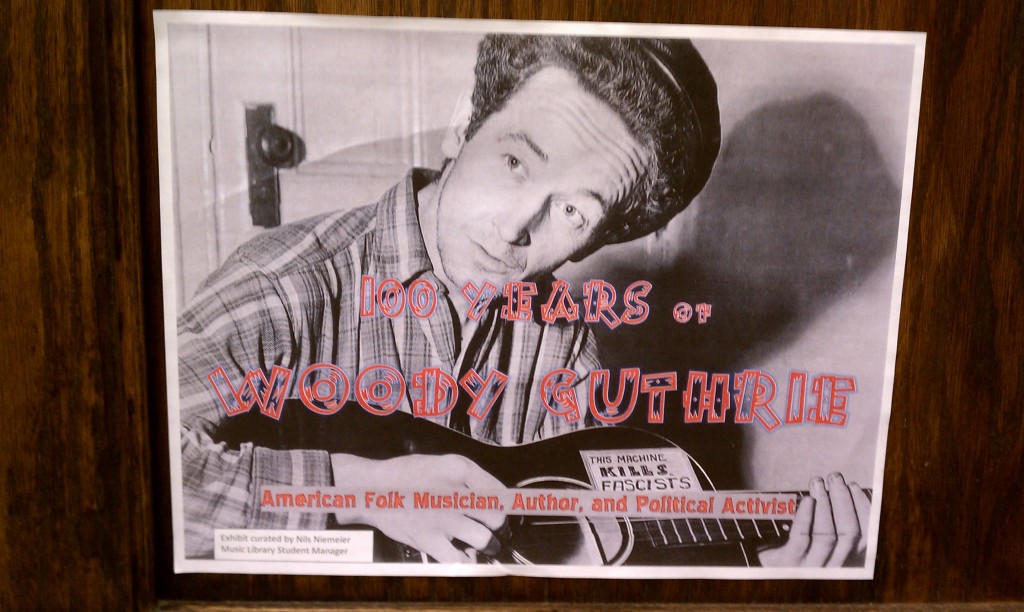 100 YEARS OF
WOODY GUTHRIE
THIS MACHINE
KILLS
FASCISTS
American Folk Musician, Author, and Political Activist
Exhibit curated by Nils Niemeier
Music Library Student Manager